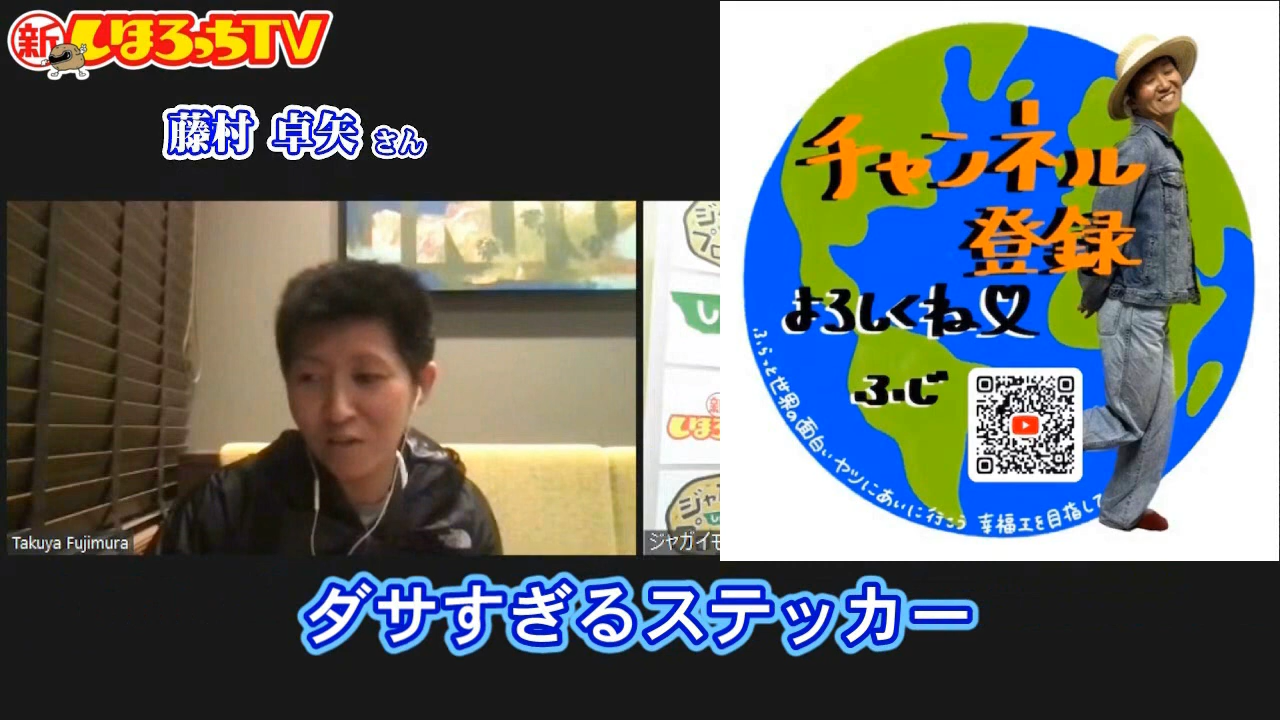 新しほろっちTV
藤村 卓矢 さん
チャンネル
登録
よろしくね
ふじ
ふらっと世界の面白いヤツにあいに行こう 幸福エを目指して
Takuya Fujimura
ジャガイモ
ダサすぎるステッカー